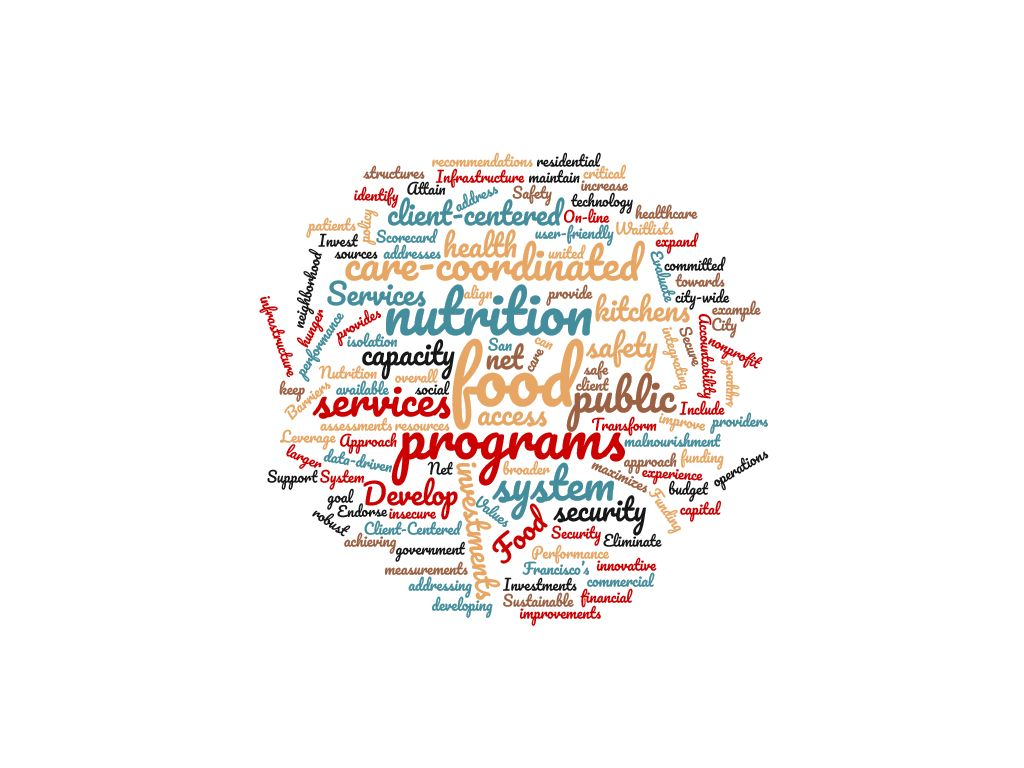 recommendations
residential
structures
Infrastructure
maintain
critical
identify
Attain
address
Safety
increase
technology
client-centered
On-line
healthcare
patients
policy
Scorecard
user-friendly
Waitlists
Invest
health
expand
sources
addresses
united
neighborhood
care-coordinated
Evaluate
committed
towards
Services
align
provide
kitchens
city-wide
infrastructure
hunger
performance
provides
nutrition
example
City
isolation
San
can
safety
integrating
Secure
Accountability
nonprofit
capacity
net
care
Nutrition
overall
food
safe
client
support
keep
Barriers
available
social
public
services
access
Include
assessments
resources
Transform
improve
providers
Leverage
Approach
programs
malnourishment
larger
data-driven
Net
broader
approach
funding
maximizes
experience
operations
Support
System
investments
system
budget
goal
Develop
Values
Funding
robust
Endorse
insecure
Food
security
capital
Client-Centered
Security
Eliminate
achieving
government
Performance
measurements
Francisco's
innovative
addressing
Investments
commercial
developing
Sustainable
financial
improvements